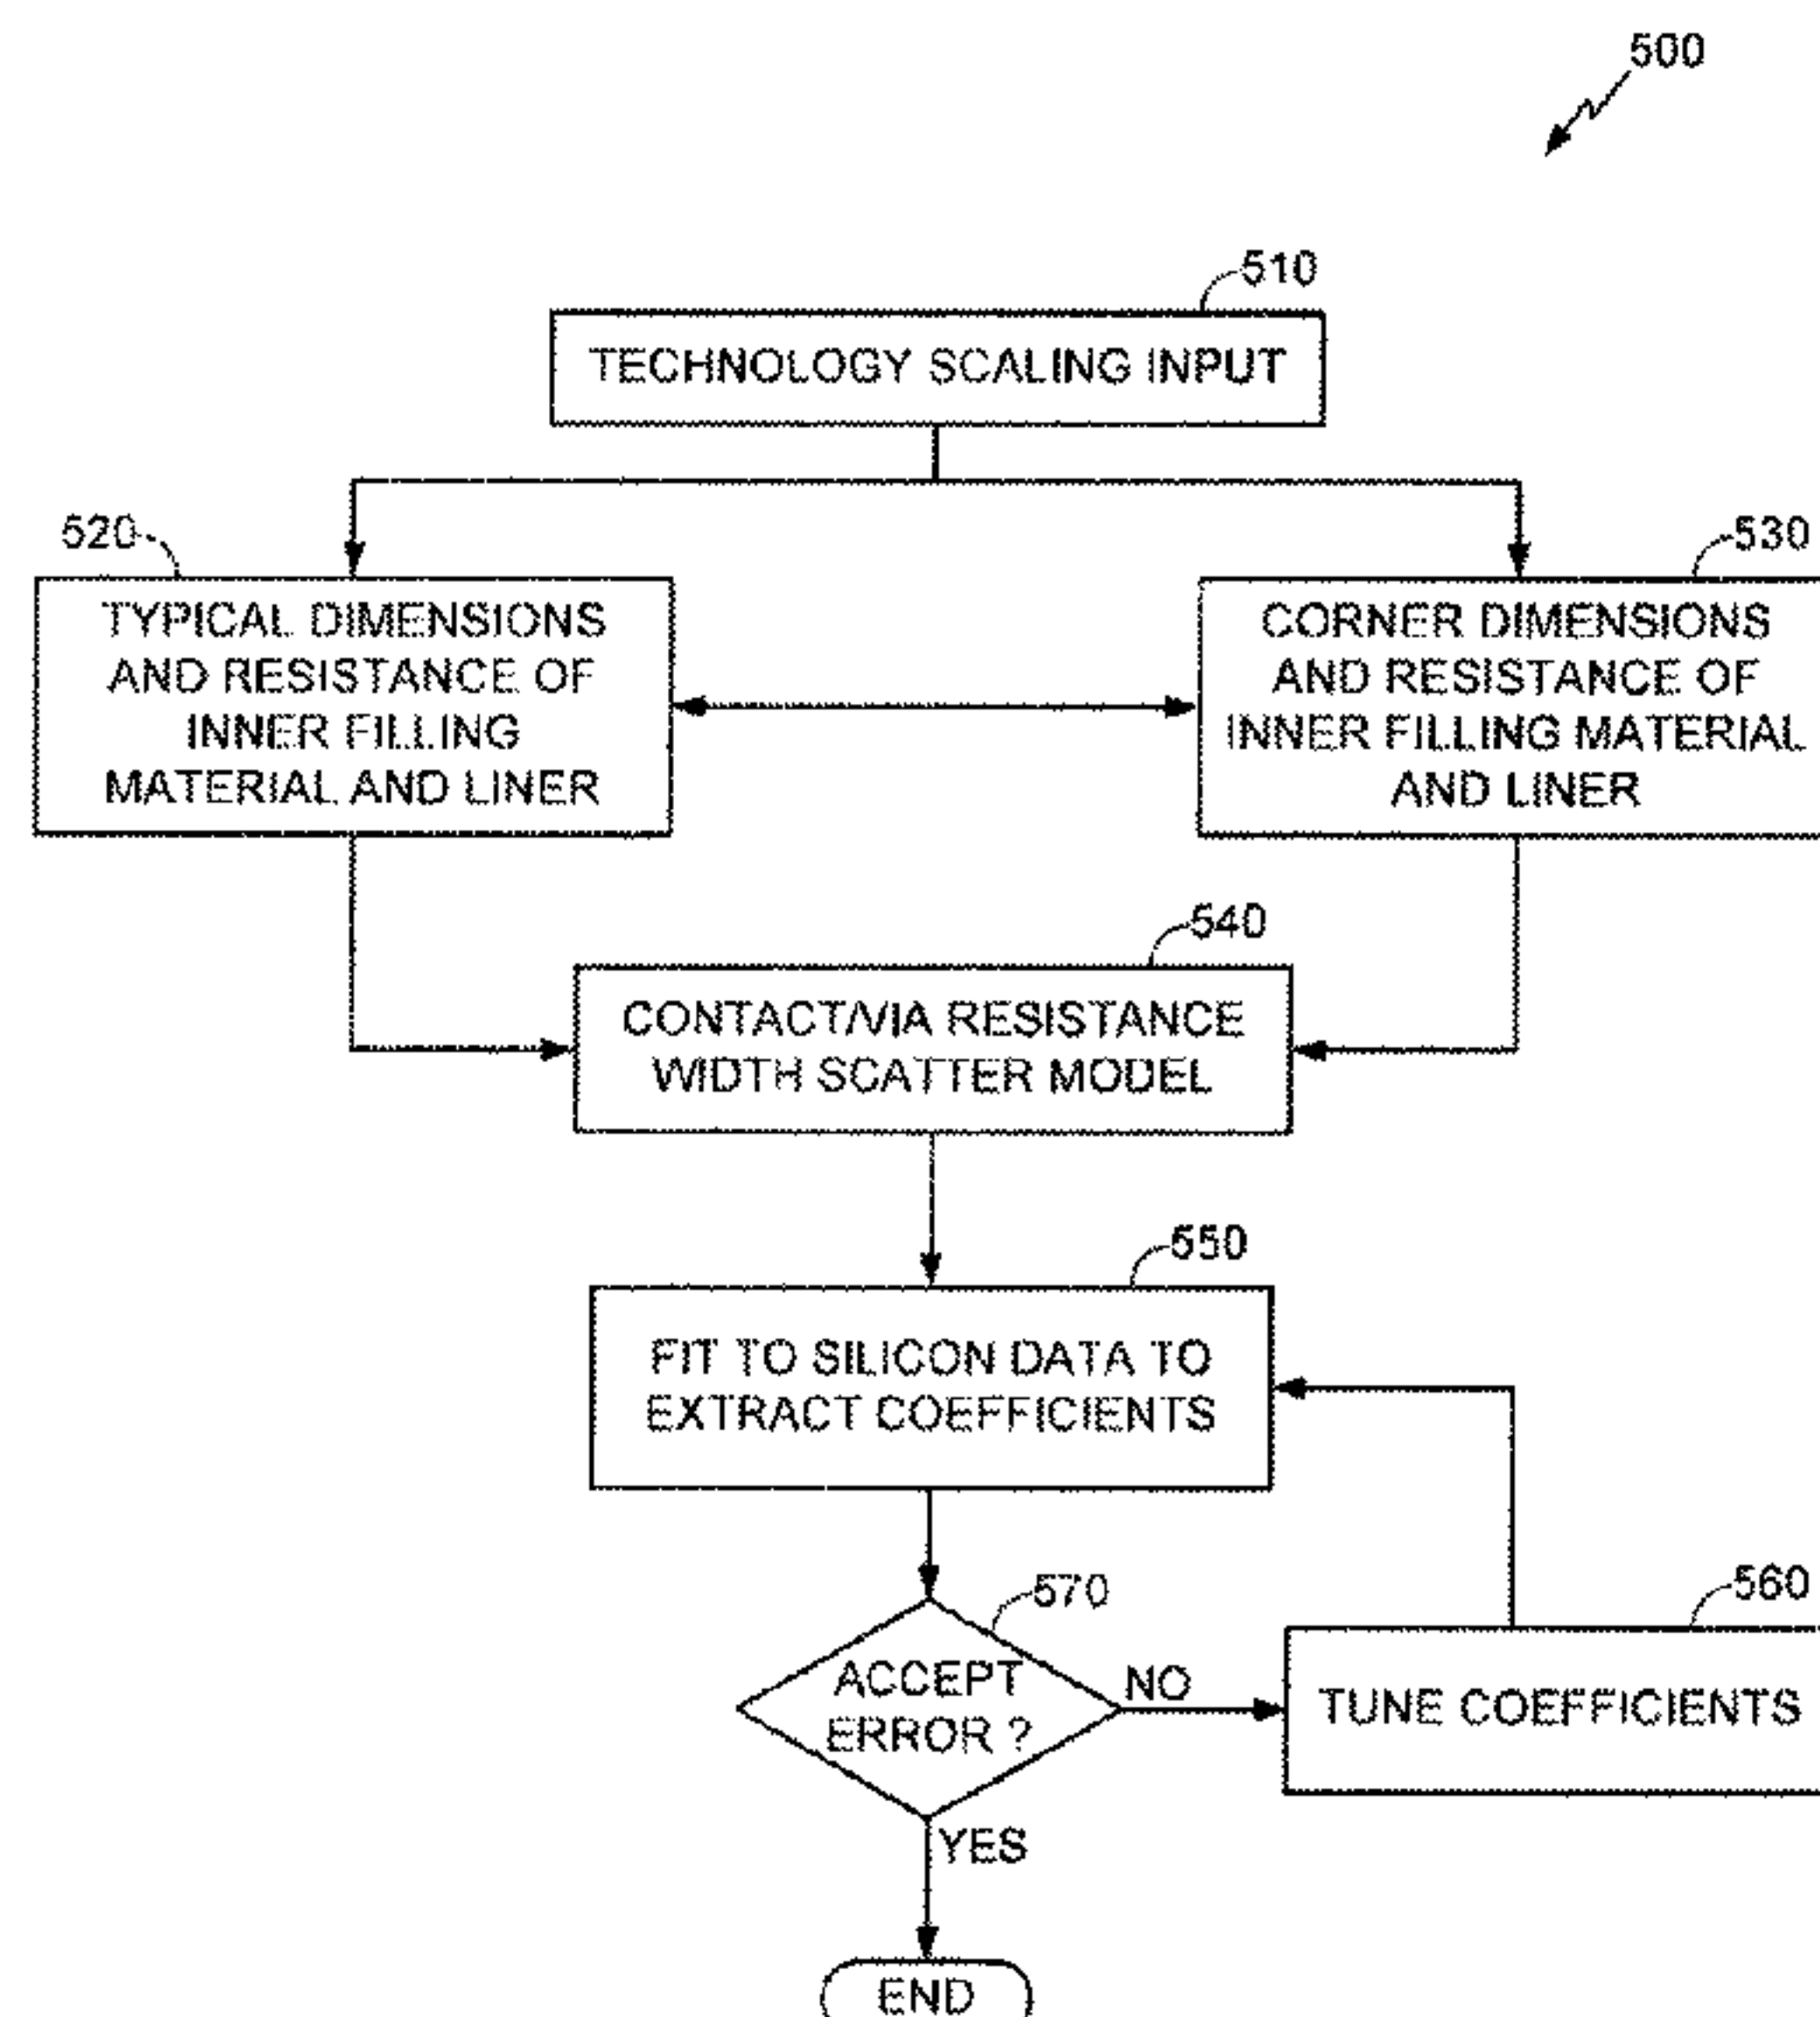 500
510
TECHNOLOGY SCALING INPUT
520
TYPICAL DIMENSIONS
AND RESISTANCE OF
INNER FILLING
MATERIAL AND LINER
530
CORNER DIMENSIONS
AND RESISTANCE OF
INNER FILLING MATERIAL
AND LINER
540
CONTACT/VIA RESISTANCE
WIDTH SCATTER MODEL
550
FIT TO SILICON DATA TO
EXTRACT COEFFICIENTS
570
ACCEPT
ERROR ?
NO
560
TUNE COEFFICIENTS
YES
END